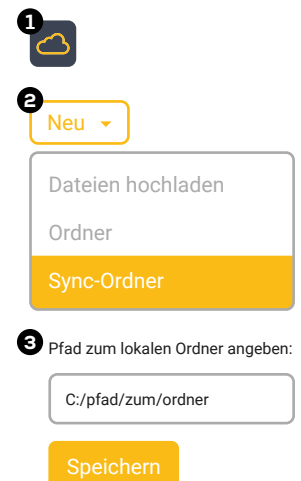 1
2
Neu
Dateien hochladen
Ordner
Sync-Ordner
3 Pfad zum lokalen Ordner angeben:
C:/pfad/zum/ordner
Speichern